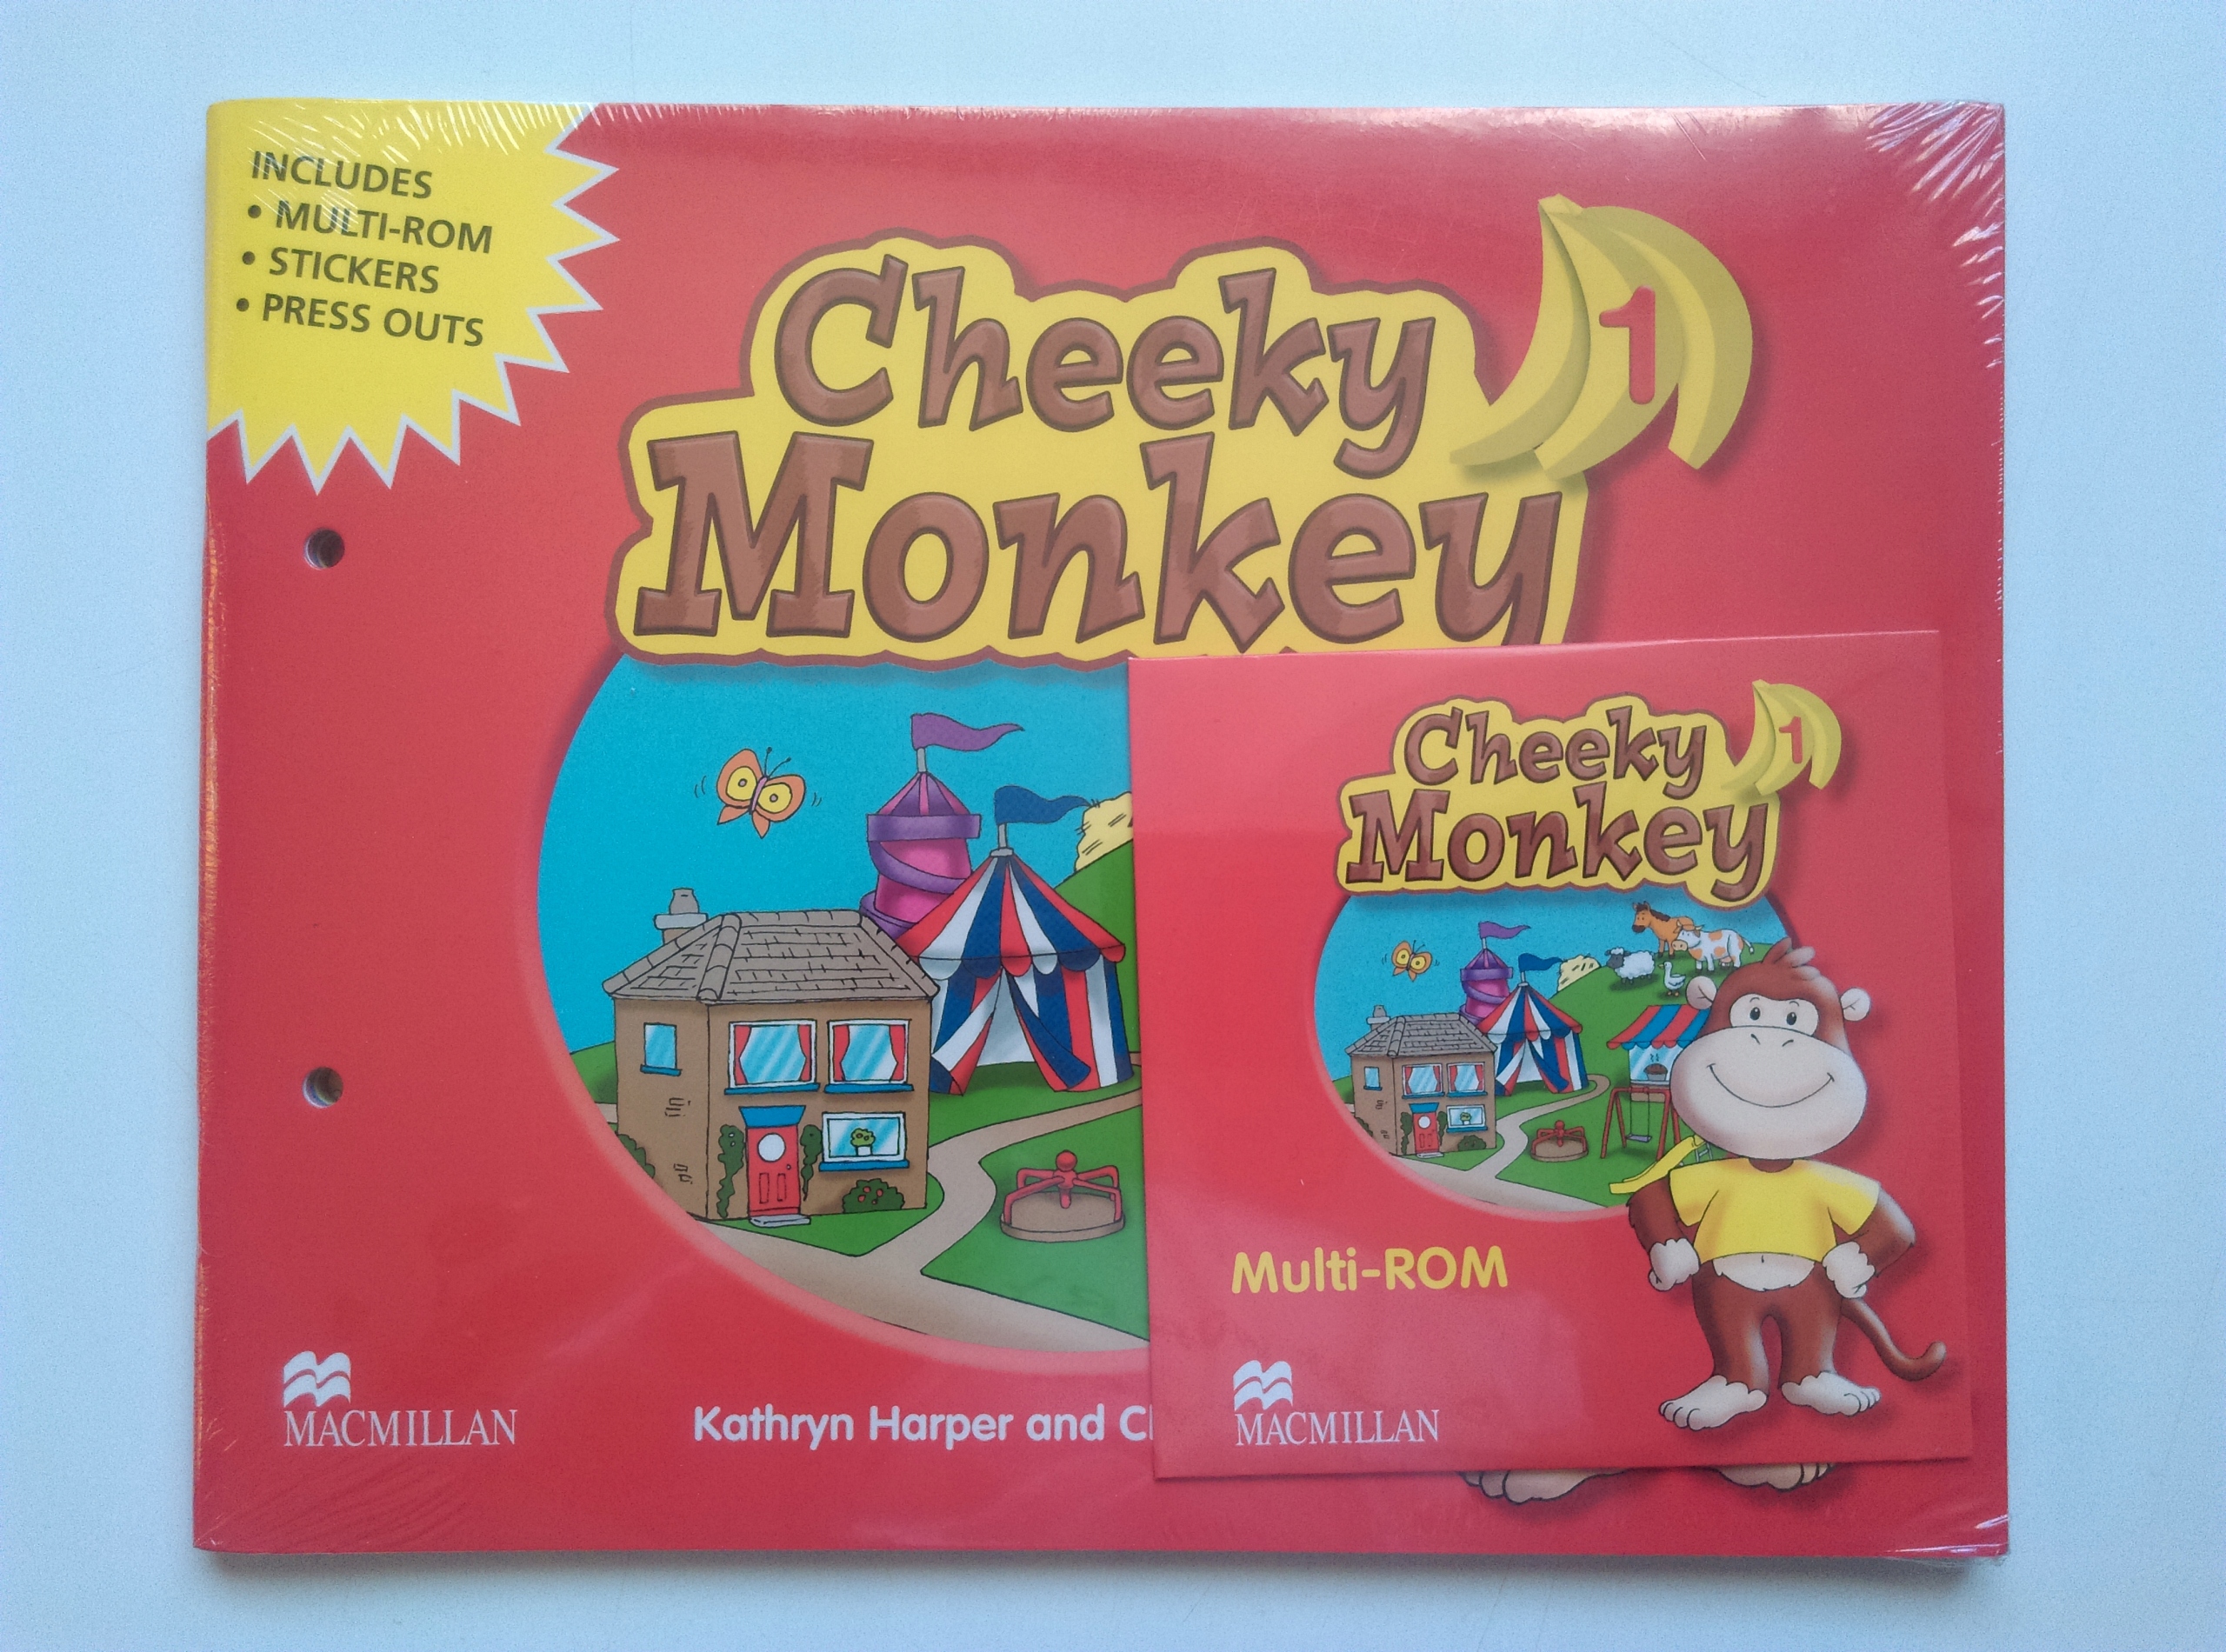 INCLUDES
• MULTI-ROM
• STICKERS
• PRESS OUTS
Cheeky
Monkey
1
MACMILLAN
Kathryn Harper and
Cheeky
Monkey
1
Multi-ROM
MACMILLAN